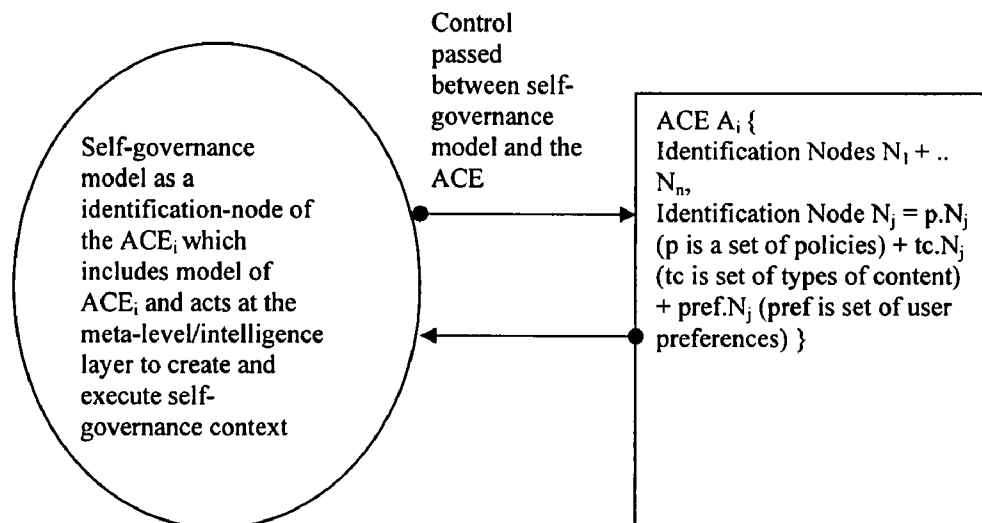 Control
passed
between self-
governance
model and the
ACE
Self-governance
model as a
identification-node of
the ACEᵢ which
includes model of
ACEᵢ and acts at the
meta-level/intelligence
layer to create and
execute self-
governance context
ACE Aᵢ {
Identification Nodes N₁ + ..
Nₙ,
Identification Node Nⱼ = p.Nⱼ
(p is a set of policies) + tc.Nⱼ
(tc is set of types of content)
+ pref.Nⱼ (pref is set of user
preferences) }